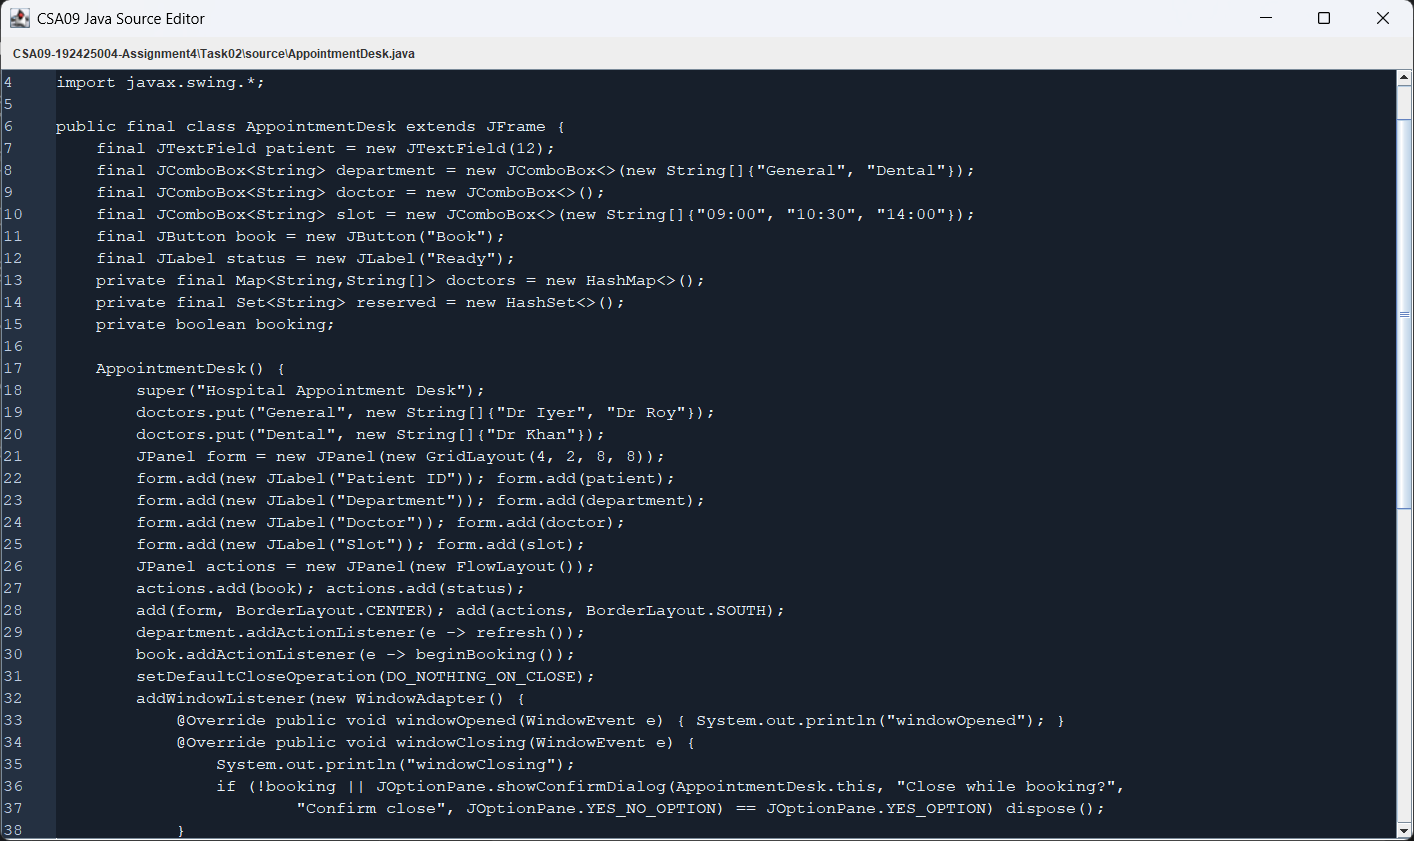 CSA09 Java Source Editor
CSA09-192425004-Assignment4\Task02\source\AppointmentDesk.java
4 import javax.swing.*;
5
6 public final class AppointmentDesk extends JFrame {
7     final JTextField patient = new JTextField(12);
8     final JComboBox<String> department = new JComboBox<>(new String[]{"General", "Dental"});
9     final JComboBox<String> doctor = new JComboBox<>();
10     final JComboBox<String> slot = new JComboBox<>(new String[]{"09:00", "10:30", "14:00"});
11     final JButton book = new JButton("Book");
12     final JLabel status = new JLabel("Ready");
13     private final Map<String,String[]> doctors = new HashMap<>();
14     private final Set<String> reserved = new HashSet<>();
15     private boolean booking;
16
17     AppointmentDesk() {
18         super("Hospital Appointment Desk");
19         doctors.put("General", new String[]{"Dr Iyer", "Dr Roy"});
20         doctors.put("Dental", new String[]{"Dr Khan"});
21         JPanel form = new JPanel(new GridLayout(4, 2, 8, 8));
22         form.add(new JLabel("Patient ID")); form.add(patient);
23         form.add(new JLabel("Department")); form.add(department);
24         form.add(new JLabel("Doctor")); form.add(doctor);
25         form.add(new JLabel("Slot")); form.add(slot);
26         JPanel actions = new JPanel(new FlowLayout());
27         actions.add(book); actions.add(status);
28         add(form, BorderLayout.CENTER); add(actions, BorderLayout.SOUTH);
29         department.addActionListener(e -> refresh());
30         book.addActionListener(e -> beginBooking());
31         setDefaultCloseOperation(DO_NOTHING_ON_CLOSE);
32         addWindowListener(new WindowAdapter() {
33             @Override public void windowOpened(WindowEvent e) { System.out.println("windowOpened"); }
34             @Override public void windowClosing(WindowEvent e) {
35                 System.out.println("windowClosing");
36                 if (!booking || JOptionPane.showConfirmDialog(AppointmentDesk.this, "Close while booking?",
37                         "Confirm close", JOptionPane.YES_NO_OPTION) == JOptionPane.YES_OPTION) dispose();
38             }